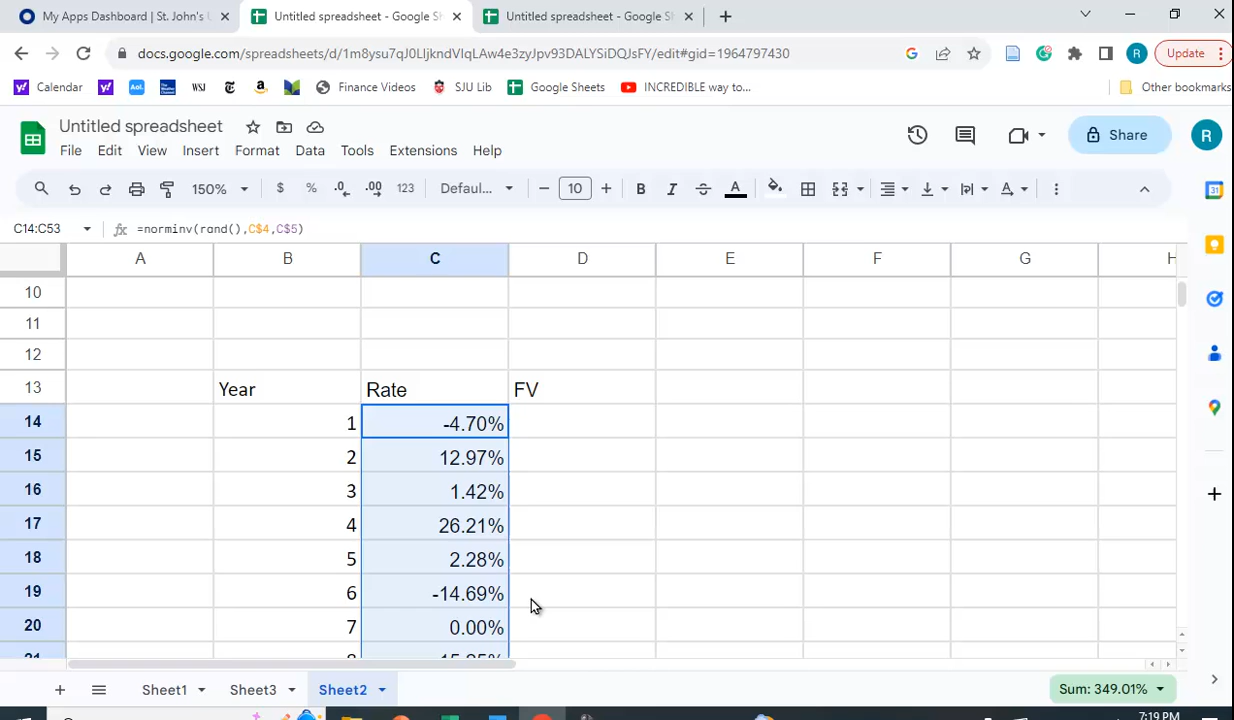 My Apps Dashboard | St. John's
Untitled spreadsheet - Google Sh
Untitled spreadsheet - Google Sh
docs.google.com/spreadsheets/d/1m8ysu7qJ0LljkndVlqLAw4e3zyJpv93DALYSiDQJsFY/edit#gid=1964797430
Update
Calendar
Aol.
WSJ
Finance Videos
SJU Lib
Google Sheets
INCREDIBLE way to...
Other bookmarks
Untitled spreadsheet
File Edit View Insert Format Data Tools Extensions Help
Share
R
150% $ % .0 .00 123 Defaul... 10 B I A
C14:C53 fx =norminv(rand(),C$4,C$5)
A B C D E F G H
10
11
12
13 Year Rate FV
14 1 -4.70%
15 2 12.97%
16 3 1.42%
17 4 26.21%
18 5 2.28%
19 6 -14.69%
20 7 0.00%
Sheet1 Sheet3 Sheet2
Sum: 349.01%
7:19 PM